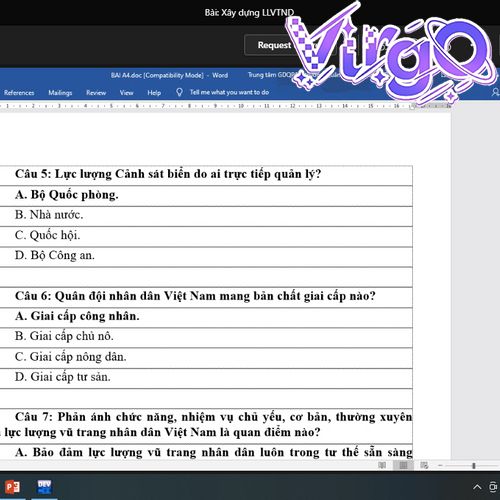 Bài: Xây dựng LLVTND
Request
VirgO
BAI A4.doc [Compatibility Mode] - Word
Trung tâm GDQP
References Mailings Review View Help Tell me what you want to do
Câu 5: Lực lượng Cảnh sát biển do ai trực tiếp quản lý?
A. Bộ Quốc phòng.
B. Nhà nước.
C. Quốc hội.
D. Bộ Công an.
Câu 6: Quân đội nhân dân Việt Nam mang bản chất giai cấp nào?
A. Giai cấp công nhân.
B. Giai cấp chủ nô.
C. Giai cấp nông dân.
D. Giai cấp tư sản.
Câu 7: Phản ánh chức năng, nhiệm vụ chủ yếu, cơ bản, thường xuyên
lực lượng vũ trang nhân dân Việt Nam là quan điểm nào?
A. Bảo đảm lực lượng vũ trang nhân dân luôn trong tư thế sẵn sàng
DEV